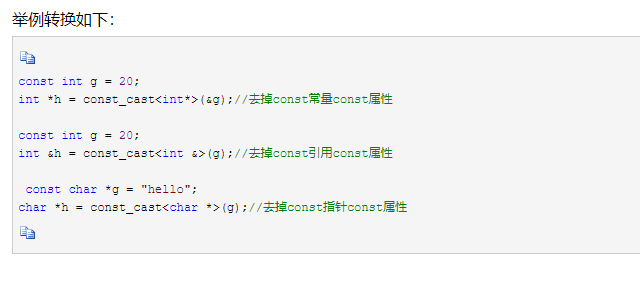 举例转换如下：
const int g = 20;
int *h = const_cast<int*>(&g);//去掉const常量const属性
const int g = 20;
int &h = const_cast<int &>(g);//去掉const引用const属性
const char *g = "hello";
char *h = const_cast<char *>(g);//去掉const指针const属性